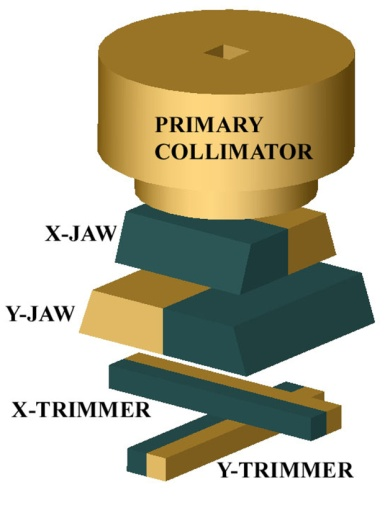 PRIMARY
COLLIMATOR
X-JAW
Y-JAW
X-TRIMMER
Y-TRIMMER